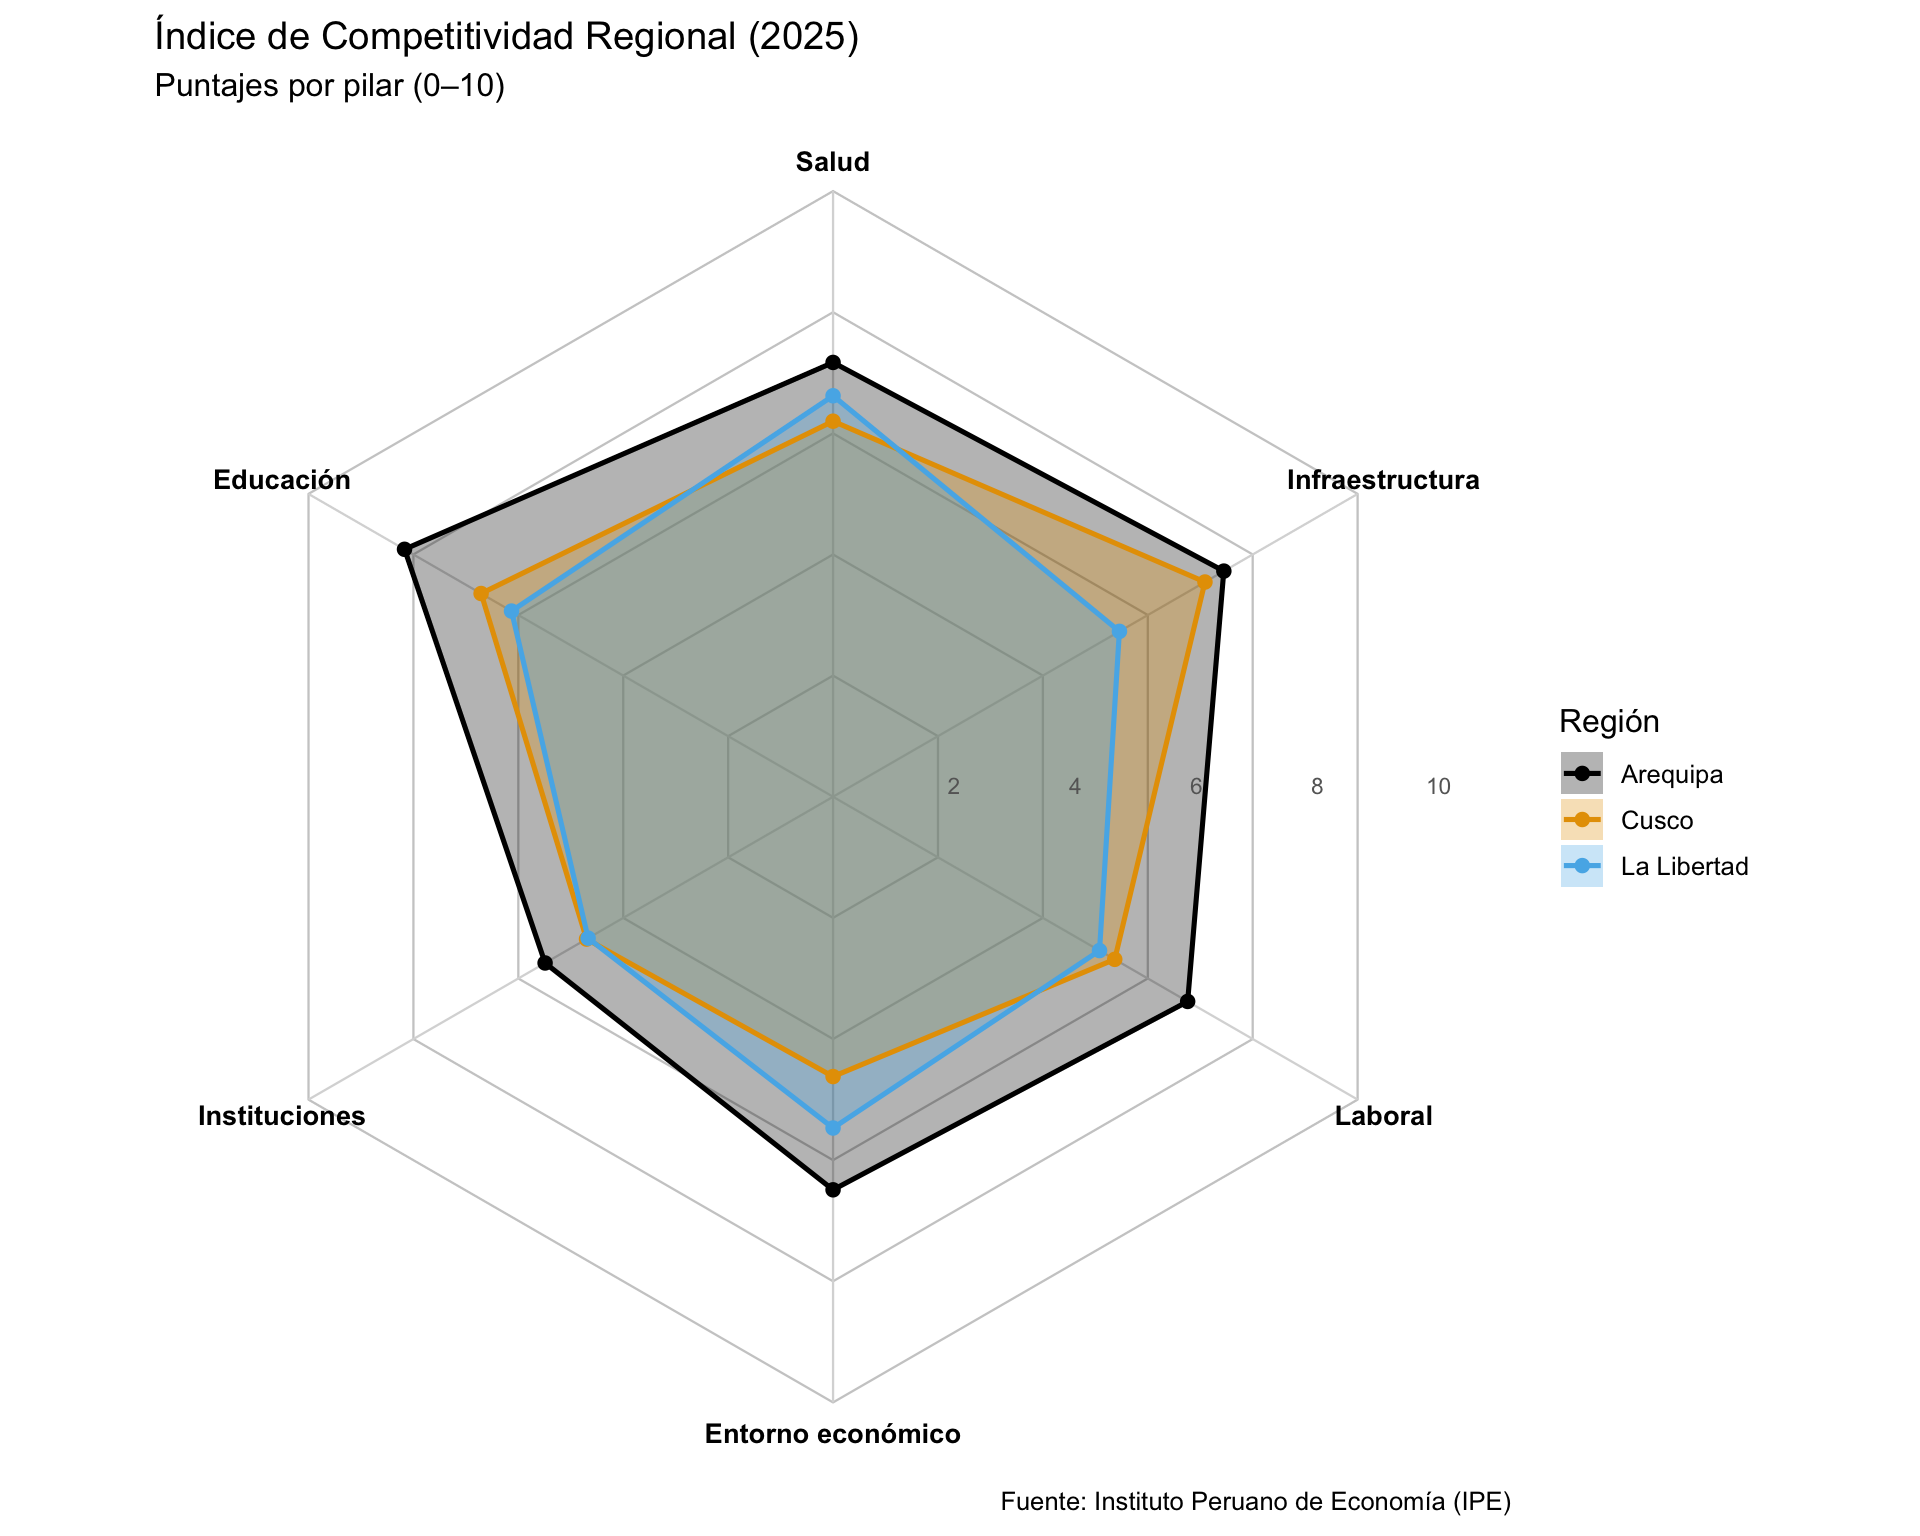 Índice de Competitividad Regional (2025)
Puntajes por pilar (0–10)
Salud
Educación
Infraestructura
Región
Arequipa
Cusco
La Libertad
2 4 6 8 10
Instituciones
Laboral
Entorno económico
Fuente: Instituto Peruano de Economía (IPE)